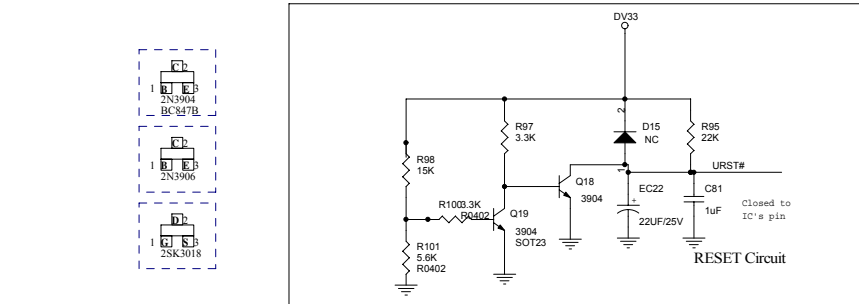 C 2
1 B E 3
2N3904
BC847B
C 2
1 B E 3
2N3906
D 2
1 G S 3
2SK3018
DV33
R98
15K
R97
3.3K
2
D15
NC
1
R95
22K
URST#
R100 3.3K
R0402
Q19
3904
SOT23
Q18
3904
R101
5.6K
R0402
EC22
+
22UF/25V
C81
1uF
Closed to
IC's pin
RESET Circuit